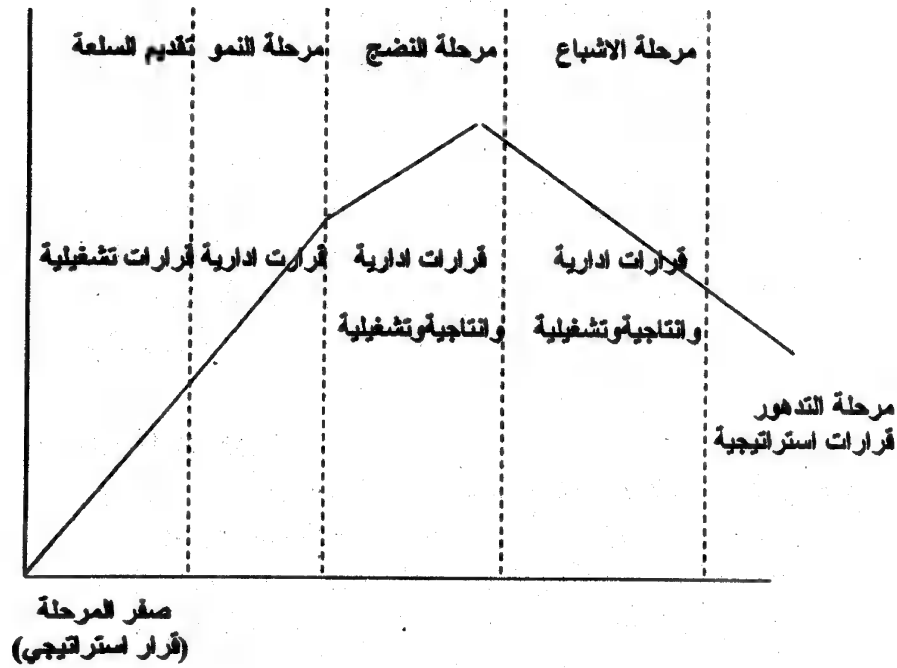 تقديم السلعة
مرحلة النمو
مرحلة النضج
مرحلة الاشباع
قرارات تشغيلية
قرارت ادارية
قرارات ادارية
وانتاجيةوتشغيلية
قرارات ادارية
وانتاجيةوتشغيلية
مرحلة التدهور
قرارات استراتيجية
صفر المرحلة
(قرار استراتيجي)